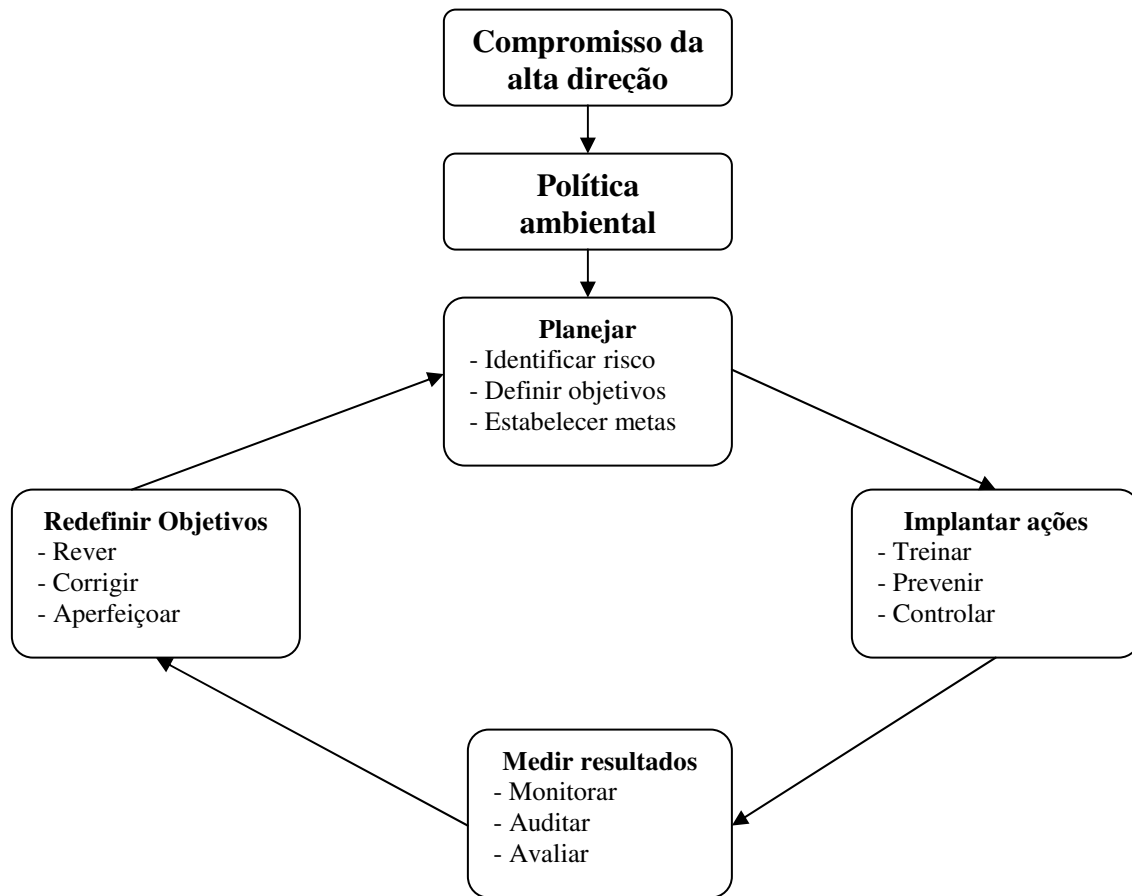 Compromisso da
alta direção
Política
ambiental
Planejar
- Identificar risco
- Definir objetivos
- Estabelecer metas
Implantar ações
- Treinar
- Prevenir
- Controlar
Medir resultados
- Monitorar
- Auditar
- Avaliar
Redefinir Objetivos
- Rever
- Corrigir
- Aperfeiçoar